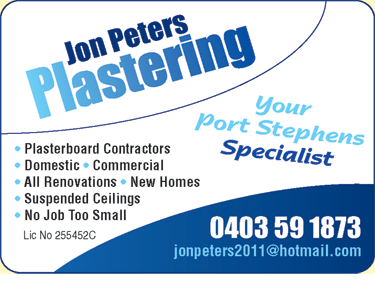 Jon Peters
Plastering
Your
Port Stephens
Specialist
• Plasterboard Contractors
• Domestic • Commercial
• All Renovations • New Homes
• Suspended Ceilings
• No Job Too Small
Lic No 255452C
0403 59 1873
jonpeters2011@hotmail.com